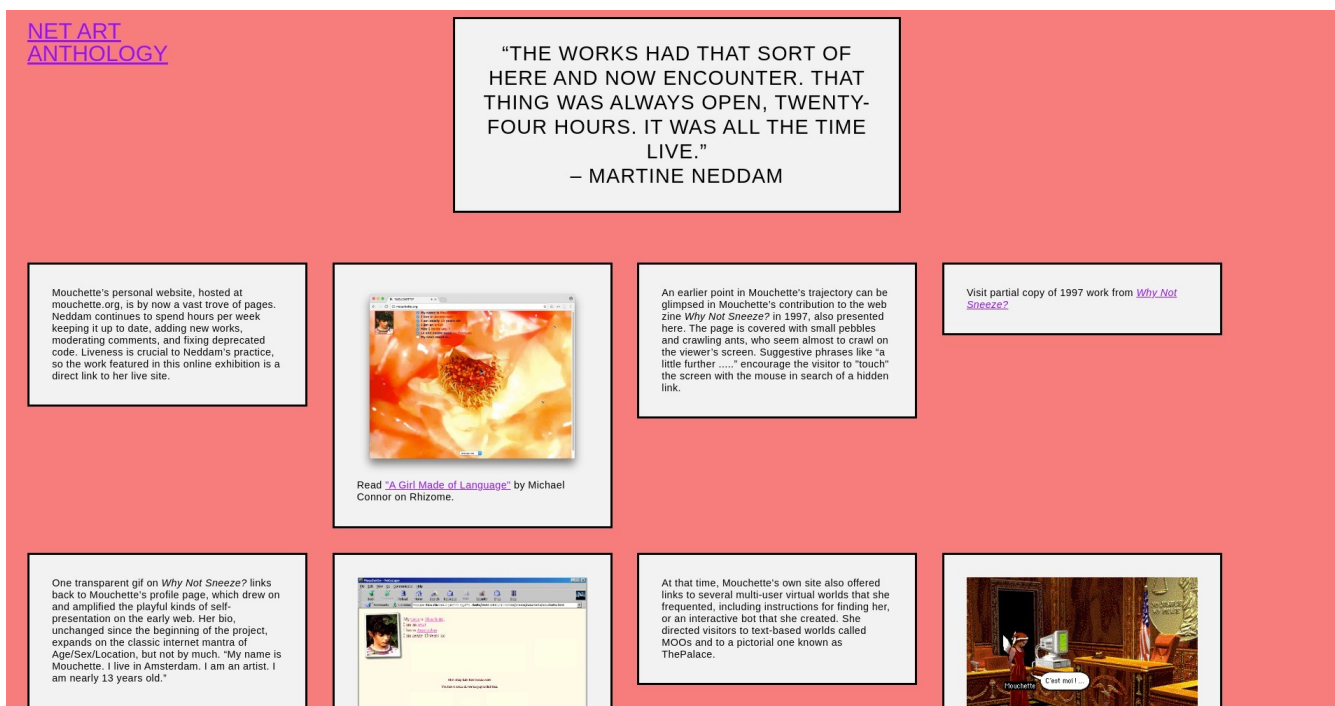 NET ART
ANTHOLOGY
“THE WORKS HAD THAT SORT OF
HERE AND NOW ENCOUNTER. THAT
THING WAS ALWAYS OPEN, TWENTY-
FOUR HOURS. IT WAS ALL THE TIME
LIVE.”
– MARTINE NEDDAM
Mouchette's personal website, hosted at
mouchette.org, is by now a vast trove of pages.
Neddam continues to spend hours per week
keeping it up to date, adding new works,
moderating comments, and fixing deprecated
code. Liveness is crucial to Neddam's practice,
so the work featured in this online exhibition is a
direct link to her live site.
Read "A Girl Made of Language" by Michael
Connor on Rhizome.
An earlier point in Mouchette's trajectory can be
glimpsed in Mouchette's contribution to the web
zine Why Not Sneeze? in 1997, also presented
here. The page is covered with small pebbles
and crawling ants, who seem almost to crawl on
the viewer's screen. Suggestive phrases like “a
little further .....” encourage the visitor to "touch"
the screen with the mouse in search of a hidden
link.
Visit partial copy of 1997 work from Why Not
Sneeze?
One transparent gif on Why Not Sneeze? links
back to Mouchette's profile page, which drew on
and amplified the playful kinds of self-
presentation on the early web. Her bio,
unchanged since the beginning of the project,
expands on the classic internet mantra of
Age/Sex/Location, but not by much. “My name is
Mouchette. I live in Amsterdam. I am an artist. I
am nearly 13 years old.”
At that time, Mouchette's own site also offered
links to several multi-user virtual worlds that she
frequented, including instructions for finding her,
or an interactive bot that she created. She
directed visitors to text-based worlds called
MOOs and to a pictorial one known as
ThePalace.
Mouchette
C'est moi ! ...